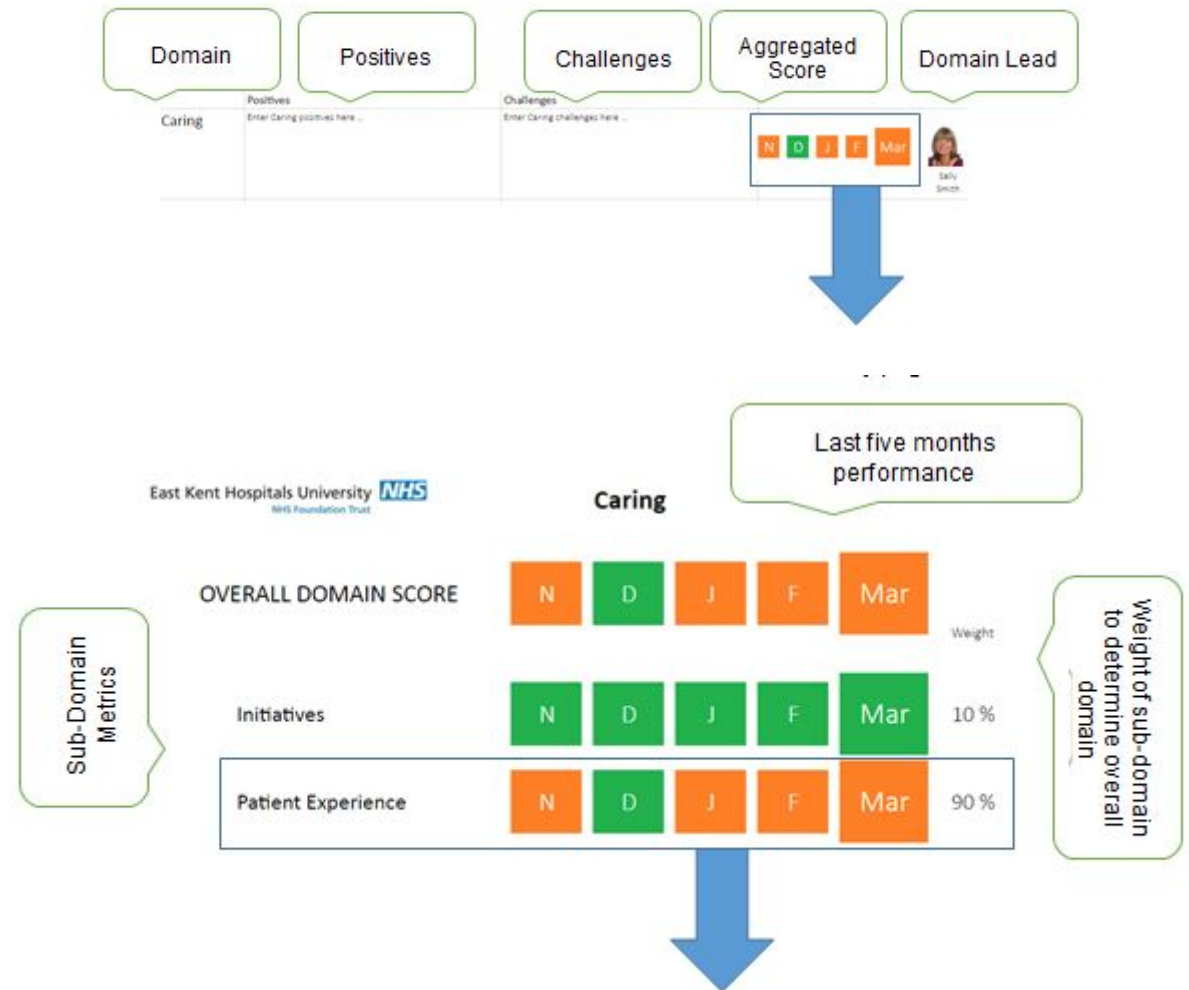 Domain
Positives
Challenges
Aggregated
Score
Domain Lead
Positives
Challenges
Caring
Enter Caring positives here ...
Enter Caring challenges here ...
N D J F Mar
Sally
Smith
Last five months
performance
East Kent Hospitals University NHS
NHS Foundation Trust
Caring
OVERALL DOMAIN SCORE
N D J F Mar
Weight
Sub-Domain
Metrics
Weight of sub-domain
to determine overall
domain
Initiatives
N D J F Mar 10 %
Patient Experience
N D J F Mar 90 %